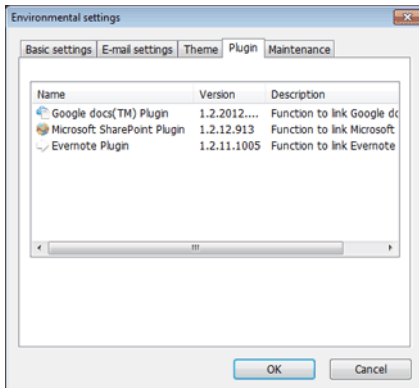 Environmental settings
Basic settings E-mail settings Theme Plugin Maintenance
Name Version Description
Google docs(TM) Plugin 1.2.2012.... Function to link Google dc
Microsoft SharePoint Plugin 1.2.12.913 Function to link Microsoft
Evernote Plugin 1.2.11.1005 Function to link Evernote
OK Cancel